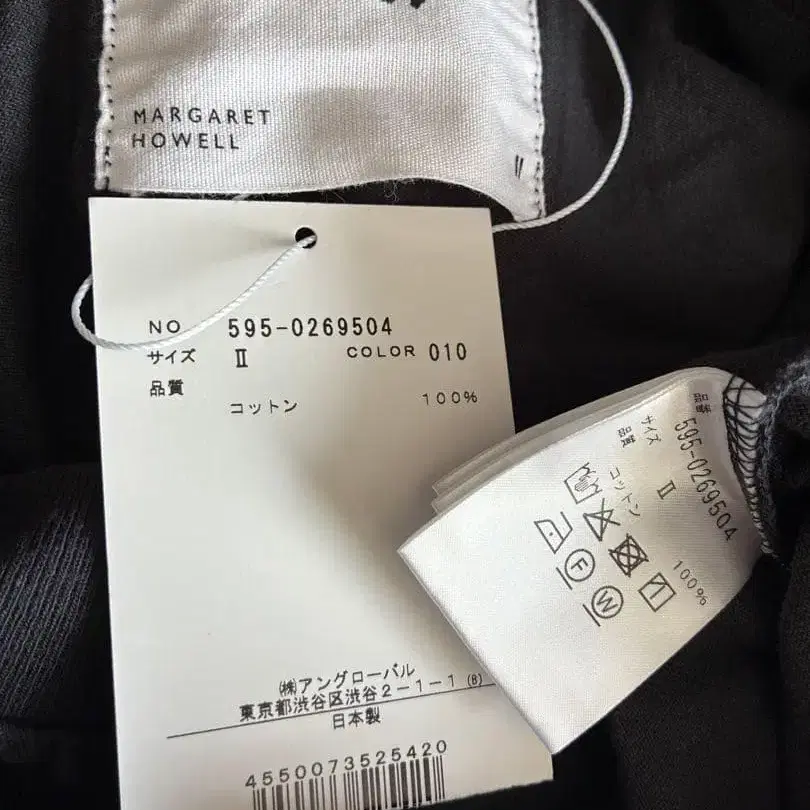 MARGARET
HOWELL
II
NO 595-0269504
サイズ II COLOR 010
品質
コットン 100%
㈱アングローバル
東京都渋谷区渋谷2-1-1 (B)
日本製
4550073525420
品番 595-0269504
サイズ II
品質
コットン 100%
F
W